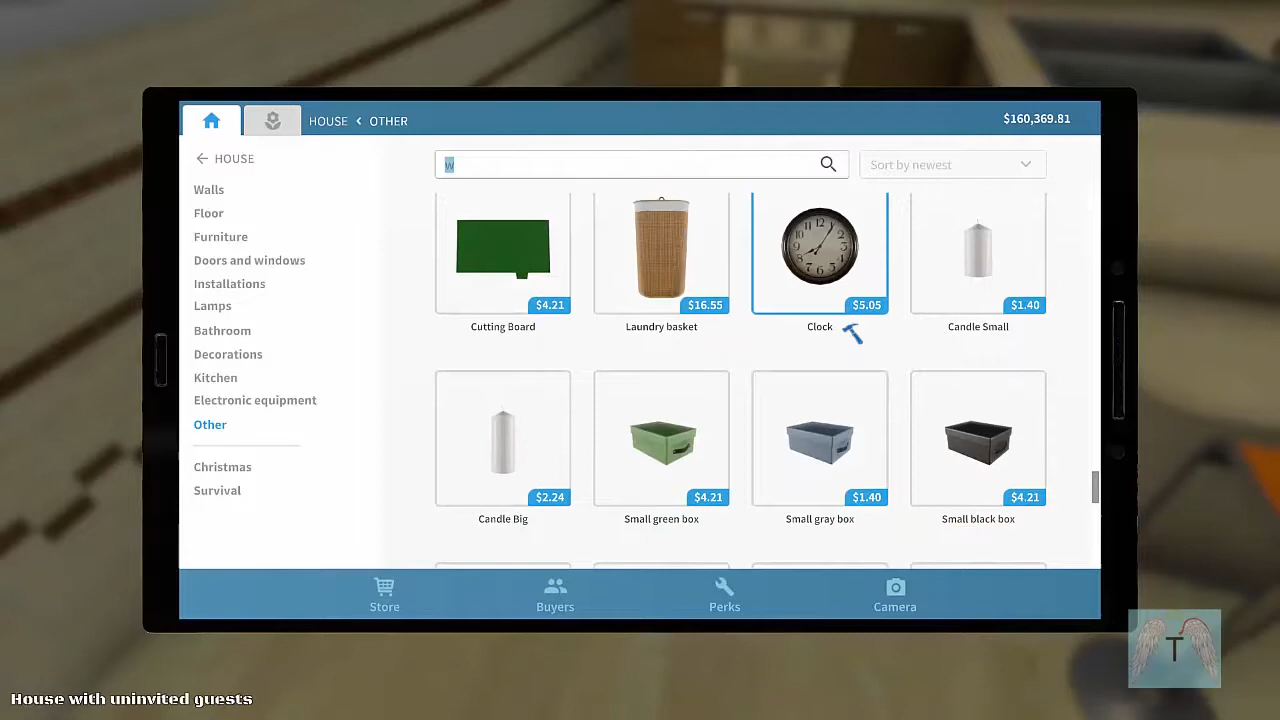 HOUSE < OTHER
$160,369.81
← HOUSE
Walls
Floor
Furniture
Doors and windows
Installations
Lamps
Bathroom
Decorations
Kitchen
Electronic equipment
Other
Christmas
Survival
w
Sort by newest
$4.21
$16.55
$5.05
$1.40
Cutting Board
Laundry basket
Clock
Candle Small
$2.24
$4.21
$1.40
$4.21
Candle Big
Small green box
Small gray box
Small black box
Store
Buyers
Perks
Camera
T
House with uninvited guests